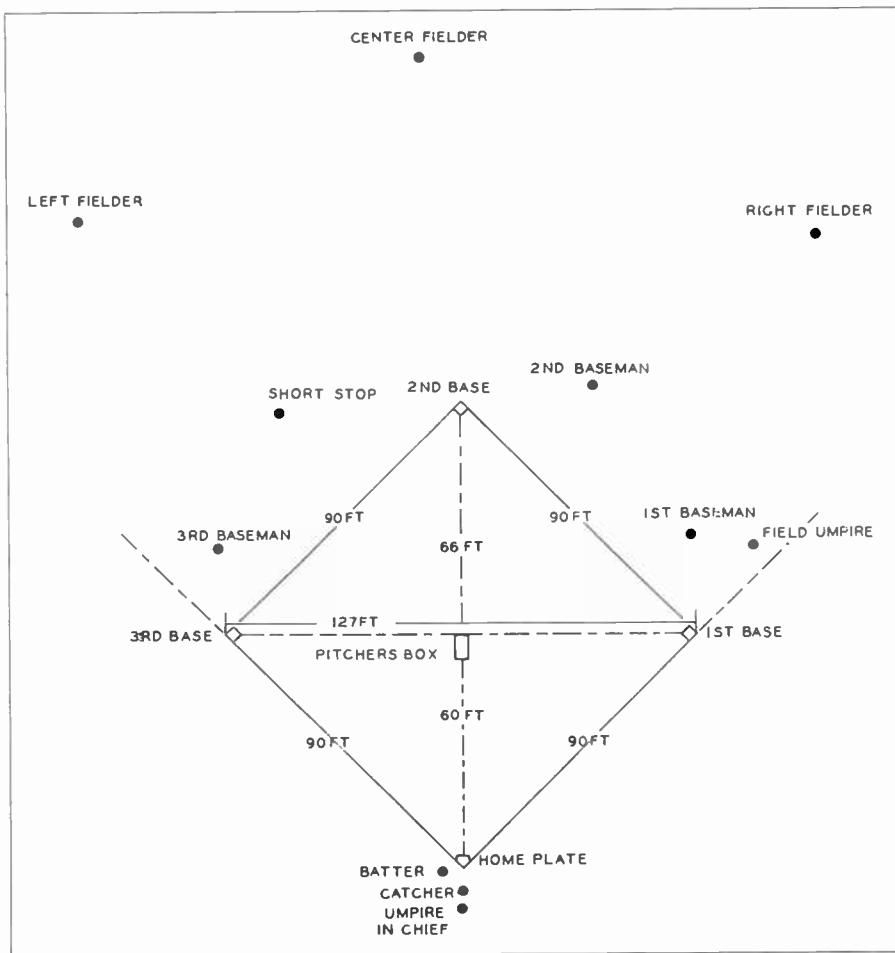 CENTER FIELDER
LEFT FIELDER
RIGHT FIELDER
2ND BASEMAN
2ND BASE
SHORT STOP
90 FT
90 FT
1ST BASEMAN
3RD BASEMAN
FIELD UMPIRE
66 FT
127 FT
3RD BASE
1ST BASE
PITCHERS BOX
60 FT
90 FT
90 FT
HOME PLATE
BATTER
CATCHER
UMPIRE
IN CHIEF